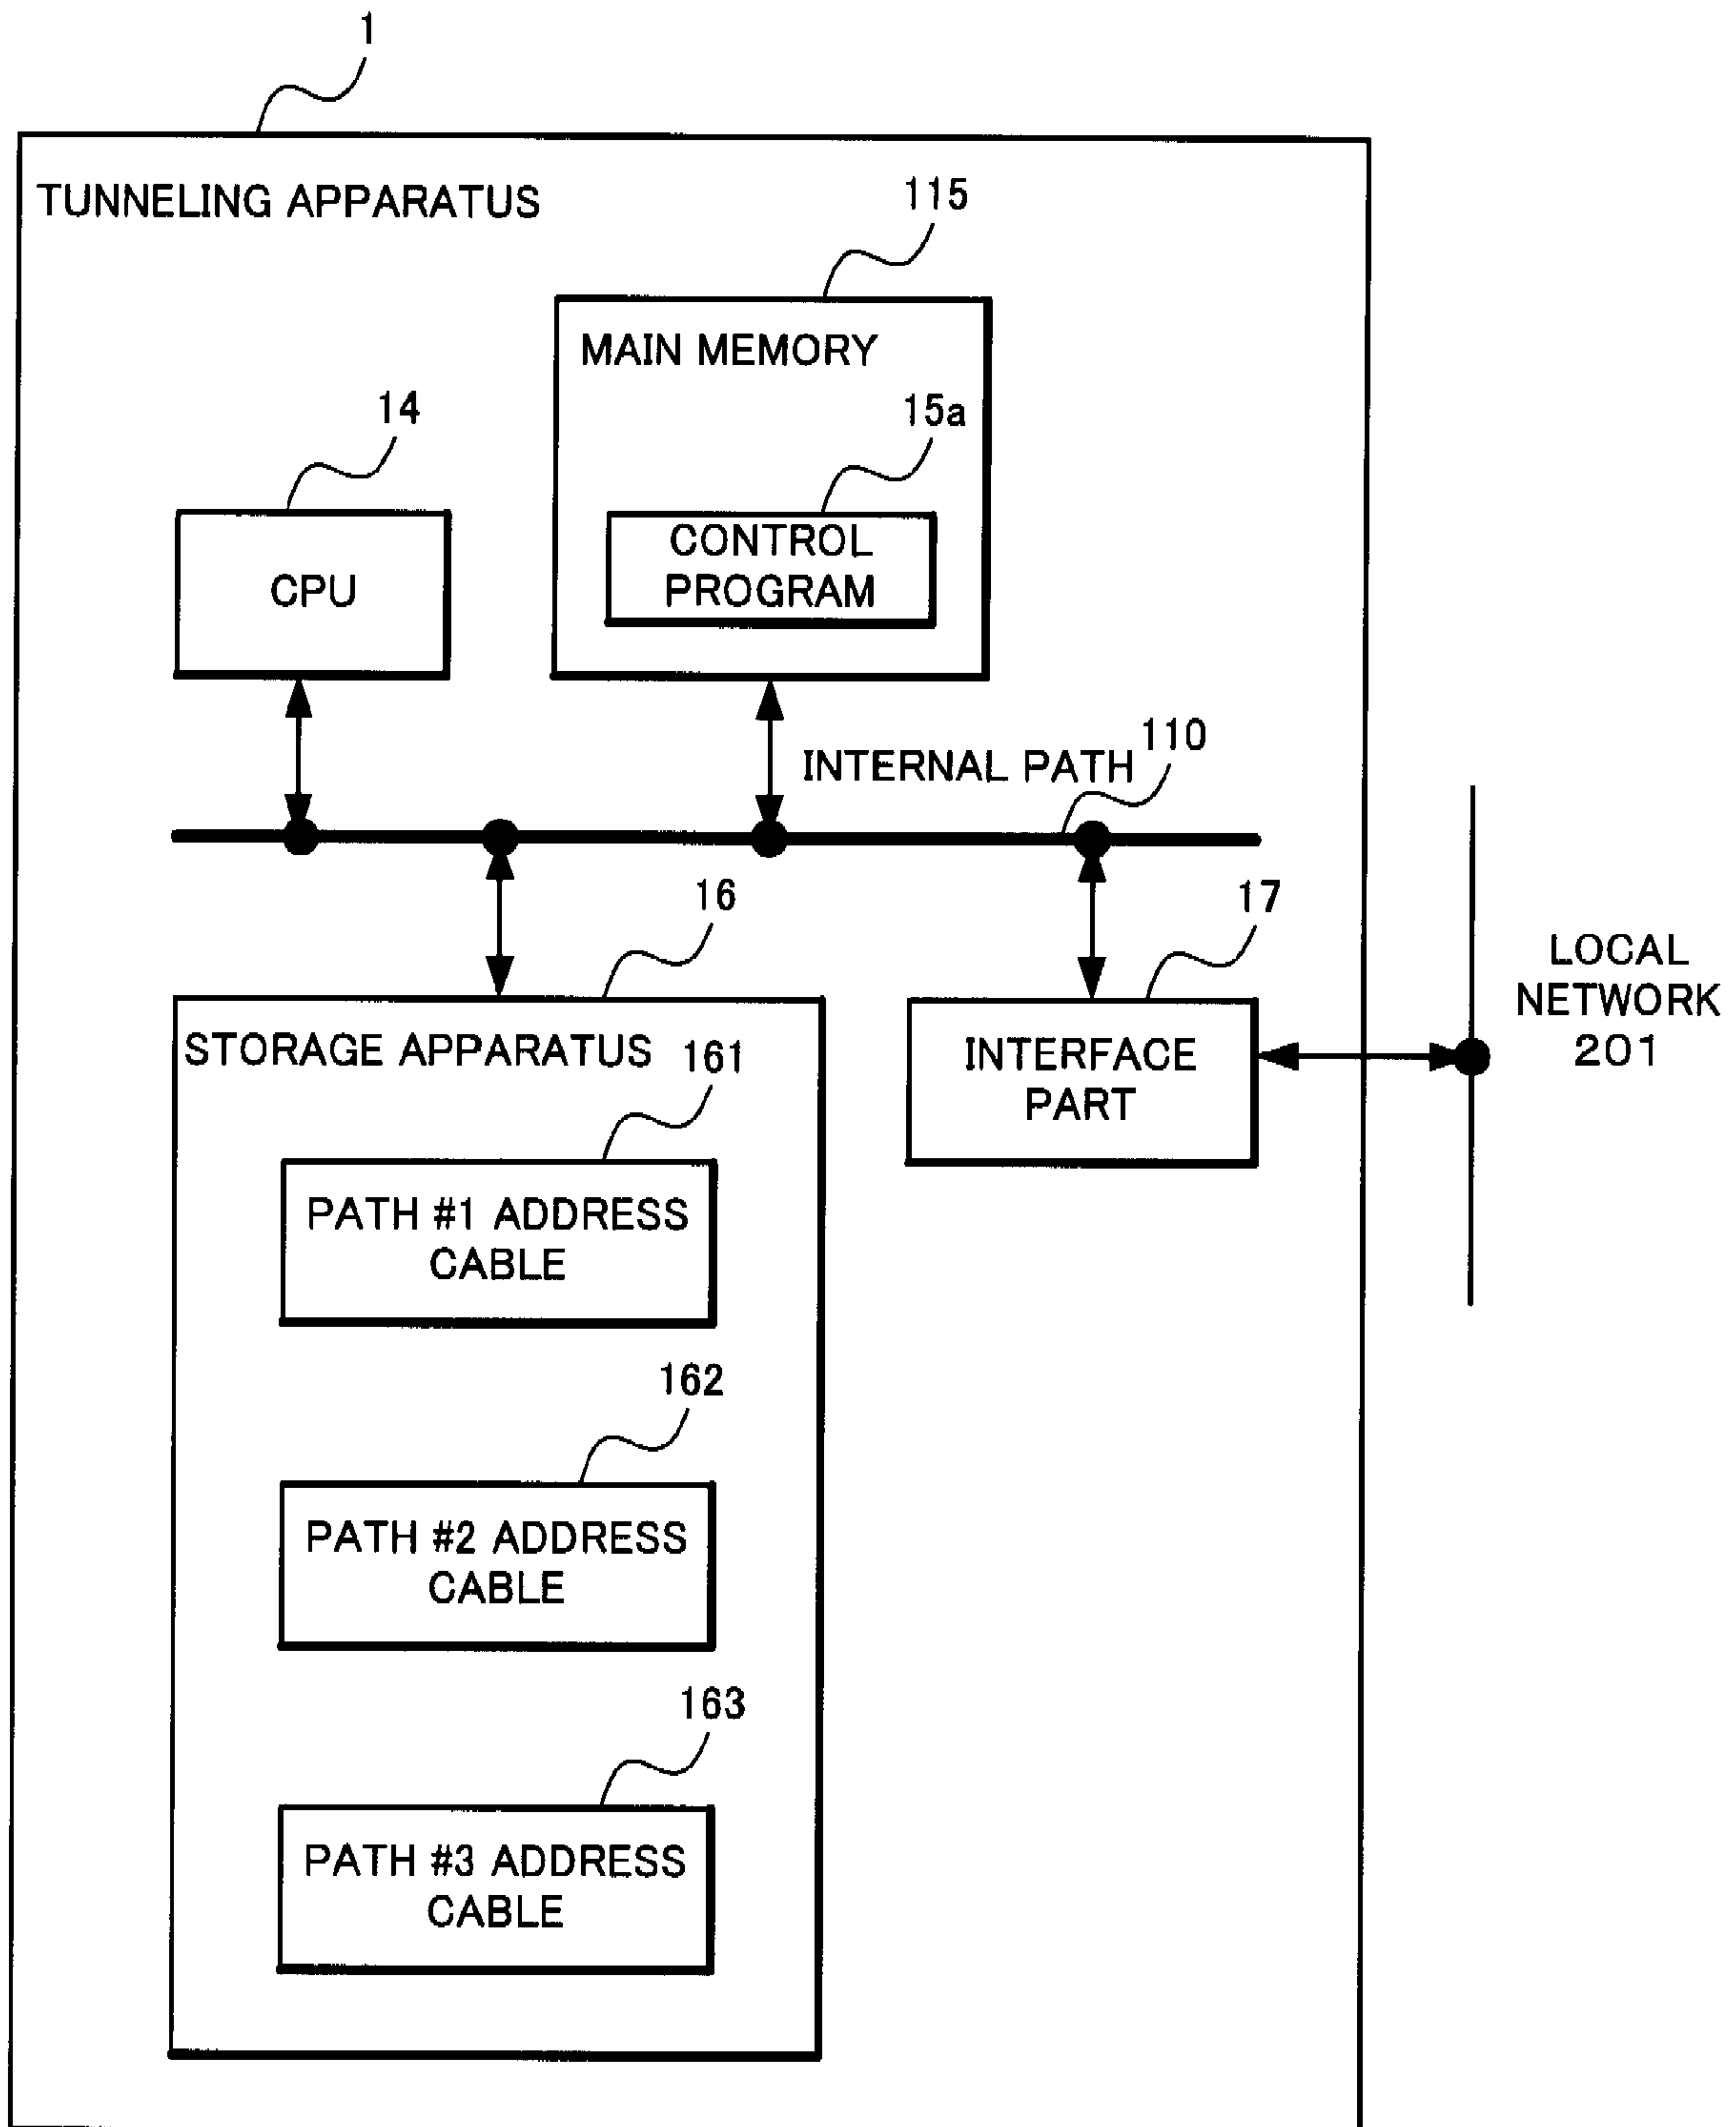 1
TUNNELING APPARATUS
115
MAIN MEMORY
14
15a
CPU
CONTROL
PROGRAM
INTERNAL PATH
110
16
17
LOCAL
NETWORK
201
STORAGE APPARATUS
161
INTERFACE
PART
PATH #1 ADDRESS
CABLE
162
PATH #2 ADDRESS
CABLE
163
PATH #3 ADDRESS
CABLE